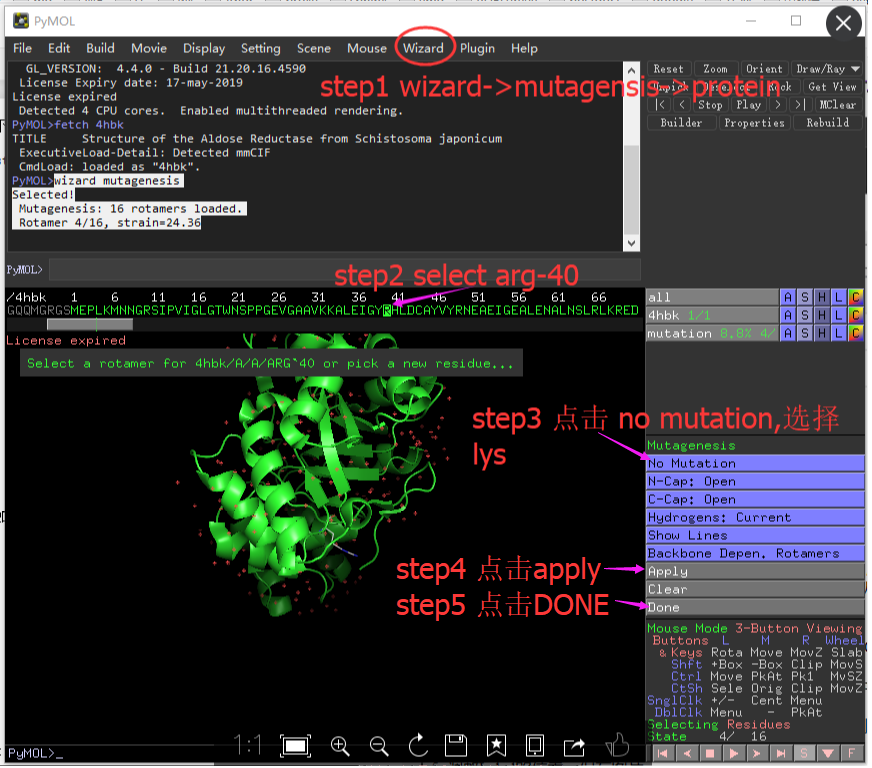 PyMOL
File Edit Build Movie Display Setting Scene Mouse Wizard Plugin Help
GL_VERSION: 4.4.0 - Build 21.20.16.4590
License Expiry date: 17-may-2019
License expired
Detected 4 CPU cores. Enabled multithreaded rendering.
PyMOL>fetch 4hbk
TITLE Structure of the Aldose Reductase from Schistosoma japonicum
ExecutiveLoad-Detail: Detected mmCIF
CmdLoad: loaded as "4hbk".
PyMOL>wizard mutagenesis
Selected!
Mutagenesis: 16 rotamers loaded.
Rotamer 4/16, strain=24.36
step1 wizard->mutagensis->protein
Reset Zoom Orient Draw/Ray
Unpick Deselect Rock Get View
|< < Stop Play > >| MClear
Builder Properties Rebuild
PyMOL>
step2 select arg-40
/4hbk 1 6 11 16 21 26 31 36 41 46 51 56 61 66
GQQMGRGSMEPLKMNNGRSIPVIGLGTWNSPPGEVGAAVKKALEIGYRHLDCAYVYRNEAEIGEALENALNSLRLKRED
License expired
Select a rotamer for 4hbk/A/A/ARG`40 or pick a new residue...
all A S H L C
4hbk 1/1 A S H L C
mutation 8.8% 4/ A S H L C
step3 点击 no mutation,选择
lys
Mutagenesis
No Mutation
N-Cap: Open
C-Cap: Open
Hydrogens: Current
Show Lines
Backbone Depen. Rotamers
step4 点击apply
Apply
Clear
step5 点击DONE
Done
Mouse Mode 3-Button Viewing
Buttons L M R Wheel
& Keys Rota Move MovZ Slab
Shft +Box -Box Clip MovS
Ctrl Move PkAt Pk1 MvSZ
CtSh Sele Orig Clip MovZ
SnglClk +/- Cent Menu
DblClk Menu - PkAt
Selecting Residues
State 4/ 16
1:1
PyMOL>_
S F